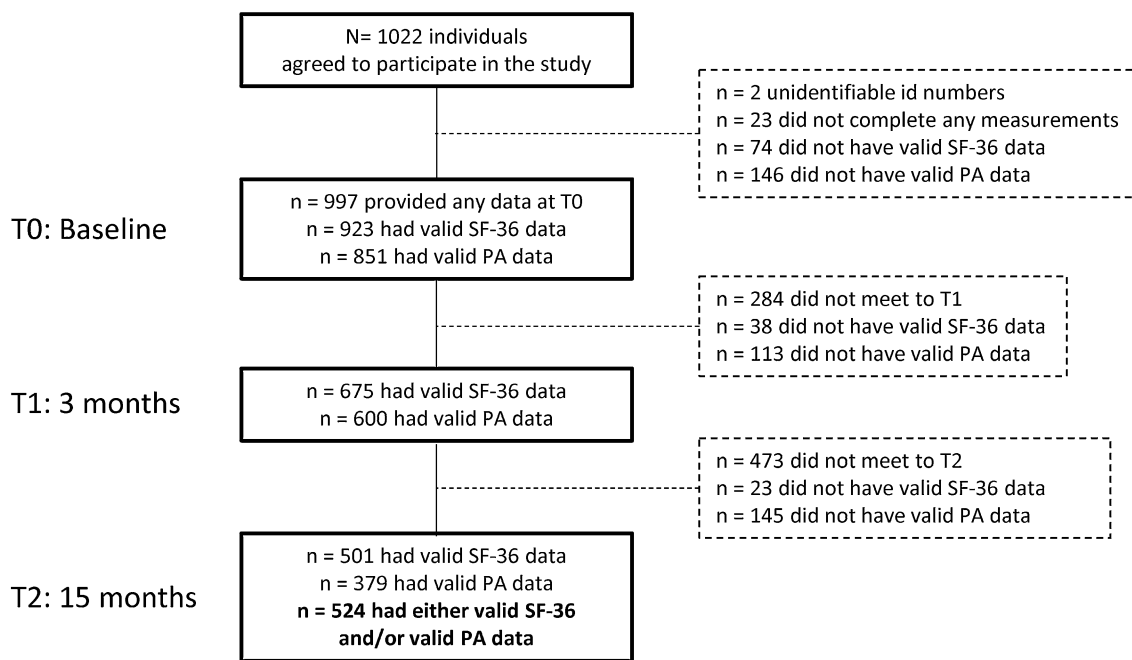 N= 1022 individuals
agreed to participate in the study
n = 2 unidentifiable id numbers
n = 23 did not complete any measurements
n = 74 did not have valid SF-36 data
n = 146 did not have valid PA data
T0: Baseline
n = 997 provided any data at T0
n = 923 had valid SF-36 data
n = 851 had valid PA data
n = 284 did not meet to T1
n = 38 did not have valid SF-36 data
n = 113 did not have valid PA data
T1: 3 months
n = 675 had valid SF-36 data
n = 600 had valid PA data
n = 473 did not meet to T2
n = 23 did not have valid SF-36 data
n = 145 did not have valid PA data
T2: 15 months
n = 501 had valid SF-36 data
n = 379 had valid PA data
n = 524 had either valid SF-36
and/or valid PA data